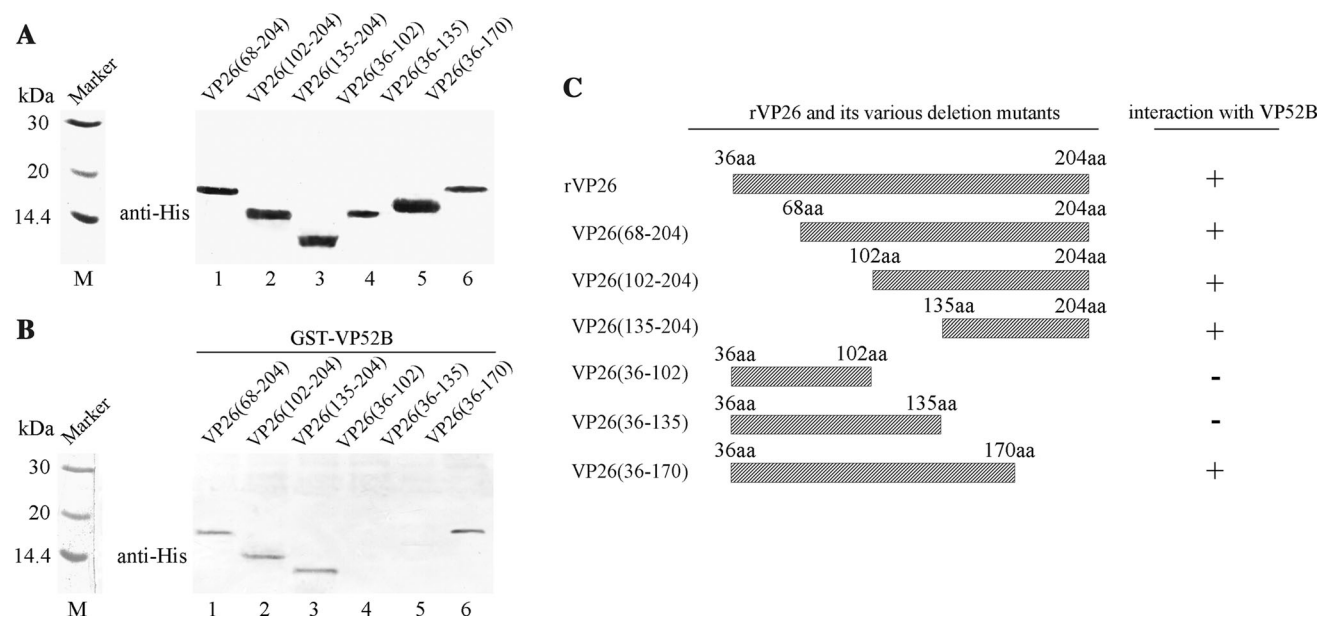 A
Marker
VP26(68-204)
VP26(102-204)
VP26(135-204)
VP26(36-102)
VP26(36-135)
VP26(36-170)
kDa
30
20
14.4
anti-His
M 1 2 3 4 5 6
B
GST-VP52B
Marker
VP26(68-204)
VP26(102-204)
VP26(135-204)
VP26(36-102)
VP26(36-135)
VP26(36-170)
kDa
30
20
14.4
anti-His
M 1 2 3 4 5 6
C
rVP26 and its various deletion mutants interaction with VP52B
36aa 204aa
rVP26 +
68aa 204aa
VP26(68-204) +
102aa 204aa
VP26(102-204) +
135aa 204aa
VP26(135-204) +
36aa 102aa
VP26(36-102) -
36aa 135aa
VP26(36-135) -
36aa 170aa
VP26(36-170) +